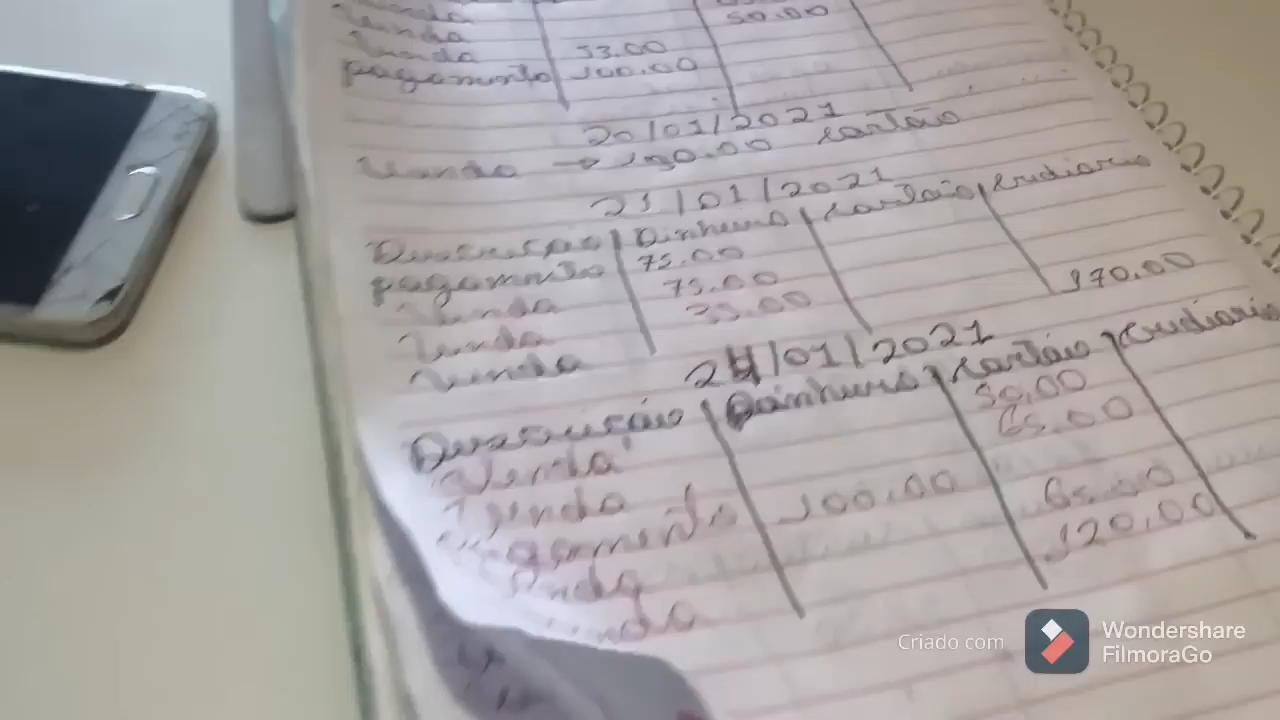 Venda 50.00
Venda
Venda 33.00
pagamento 100.00
20/01/2021
Venda → 190.00 cartão
21/01/2021
Descrição Dinheiro cartão crediario
pagamento 75.00
Venda 75.00
Venda 35.00
Venda 170.00
24/01/2021
Descrição Dinheiro cartão crediario
Venda 50.00
Venda 65.00
pagamento 100.00
Venda 65.00
Venda 120.00
Criado com Wondershare FilmoraGo